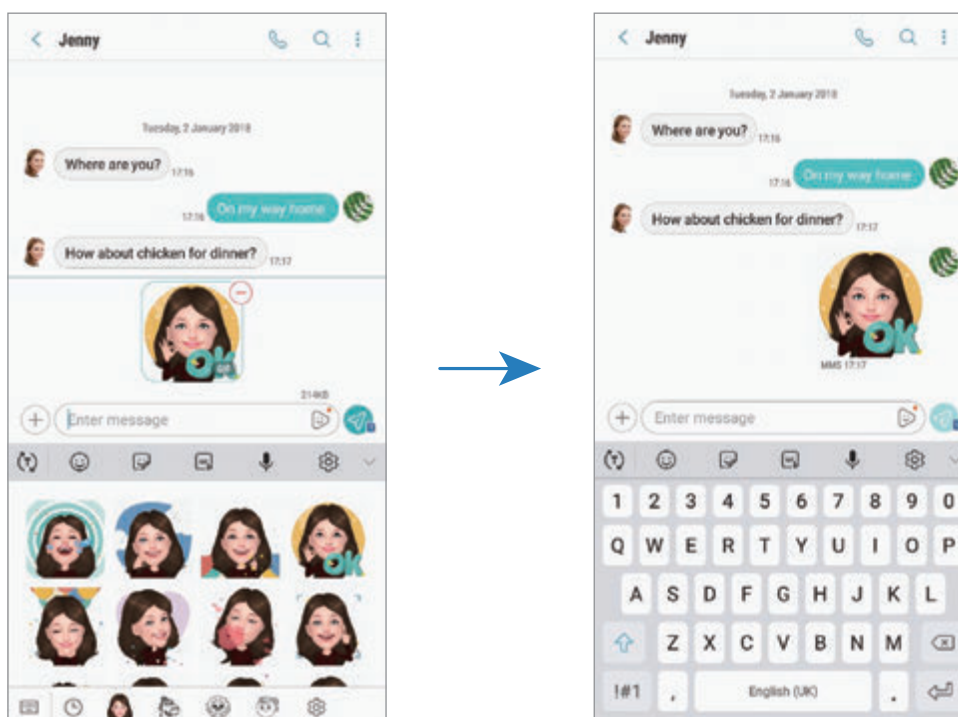 Jenny
Tuesday, 2 January 2018
Where are you?
17:16
On my way home
17:16
How about chicken for dinner?
17:17
OK
214KB
Enter message
OK
Jenny
Tuesday, 2 January 2018
Where are you?
17:16
On my way home
17:16
How about chicken for dinner?
17:17
OK
MMS 17:17
Enter message
1 2 3 4 5 6 7 8 9 0
Q W E R T Y U I O P
A S D F G H J K L
Z X C V B N M
!#1 , English (UK) .